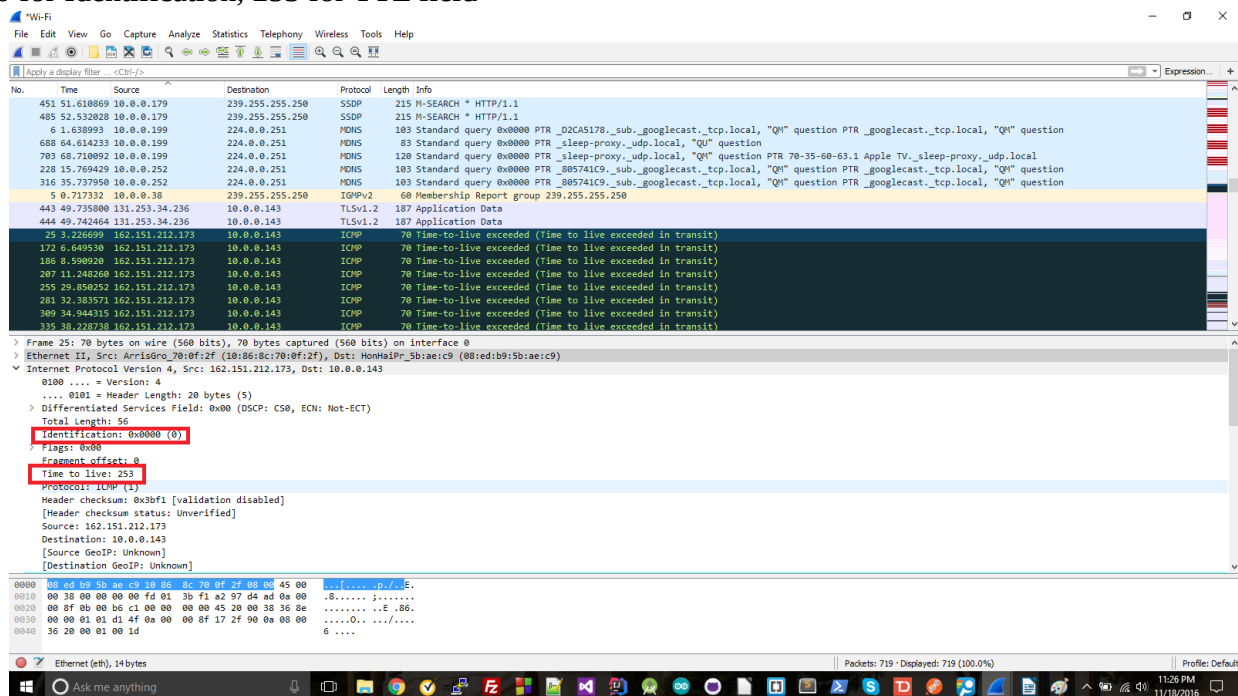 0 for Identification, 253 for TTL field
*Wi-Fi
File Edit View Go Capture Analyze Statistics Telephony Wireless Tools Help
Apply a display filter ... <Ctrl-/> Expression... +
No. Time Source Destination Protocol Length Info
451 51.610869 10.0.0.179 239.255.255.250 SSDP 215 M-SEARCH * HTTP/1.1
485 52.532028 10.0.0.179 239.255.255.250 SSDP 215 M-SEARCH * HTTP/1.1
6 1.638993 10.0.0.199 224.0.0.251 MDNS 103 Standard query 0x0000 PTR _D2CA5178._sub._googlecast._tcp.local, "QM" question PTR _googlecast._tcp.local, "QM" question
688 64.614233 10.0.0.199 224.0.0.251 MDNS 83 Standard query 0x0000 PTR _sleep-proxy._udp.local, "QU" question
703 68.710092 10.0.0.199 224.0.0.251 MDNS 120 Standard query 0x0000 PTR _sleep-proxy._udp.local, "QM" question PTR 70-35-60-63.1 Apple TV._sleep-proxy._udp.local
228 15.769429 10.0.0.252 224.0.0.251 MDNS 103 Standard query 0x0000 PTR _805741C9._sub._googlecast._tcp.local, "QM" question PTR _googlecast._tcp.local, "QM" question
316 35.737950 10.0.0.252 224.0.0.251 MDNS 103 Standard query 0x0000 PTR _805741C9._sub._googlecast._tcp.local, "QM" question PTR _googlecast._tcp.local, "QM" question
5 0.717332 10.0.0.38 239.255.255.250 IGMPv2 60 Membership Report group 239.255.255.250
443 49.735800 131.253.34.236 10.0.0.143 TLSv1.2 187 Application Data
444 49.742464 131.253.34.236 10.0.0.143 TLSv1.2 187 Application Data
25 3.226699 162.151.212.173 10.0.0.143 ICMP 70 Time-to-live exceeded (Time to live exceeded in transit)
172 6.649530 162.151.212.173 10.0.0.143 ICMP 70 Time-to-live exceeded (Time to live exceeded in transit)
186 8.590920 162.151.212.173 10.0.0.143 ICMP 70 Time-to-live exceeded (Time to live exceeded in transit)
207 11.248260 162.151.212.173 10.0.0.143 ICMP 70 Time-to-live exceeded (Time to live exceeded in transit)
255 29.850252 162.151.212.173 10.0.0.143 ICMP 70 Time-to-live exceeded (Time to live exceeded in transit)
281 32.383571 162.151.212.173 10.0.0.143 ICMP 70 Time-to-live exceeded (Time to live exceeded in transit)
309 34.944315 162.151.212.173 10.0.0.143 ICMP 70 Time-to-live exceeded (Time to live exceeded in transit)
335 38.228738 162.151.212.173 10.0.0.143 ICMP 70 Time-to-live exceeded (Time to live exceeded in transit)
> Frame 25: 70 bytes on wire (560 bits), 70 bytes captured (560 bits) on interface 0
> Ethernet II, Src: ArrisGro_70:0f:2f (10:86:8c:70:0f:2f), Dst: HonHaiPr_5b:ae:c9 (08:ed:b9:5b:ae:c9)
Internet Protocol Version 4, Src: 162.151.212.173, Dst: 10.0.0.143
0100 .... = Version: 4
.... 0101 = Header Length: 20 bytes (5)
> Differentiated Services Field: 0x00 (DSCP: CS0, ECN: Not-ECT)
Total Length: 56
Identification: 0x0000 (0)
> Flags: 0x00
Fragment offset: 0
Time to live: 253
Protocol: ICMP (1)
Header checksum: 0x3bf1 [validation disabled]
[Header checksum status: Unverified]
Source: 162.151.212.173
Destination: 10.0.0.143
[Source GeoIP: Unknown]
[Destination GeoIP: Unknown]
0000 08 ed b9 5b ae c9 10 86 8c 70 0f 2f 08 00 45 00 ...[.... .p./..E.
0010 00 38 00 00 00 00 fd 01 3b f1 a2 97 d4 ad 0a 00 .8...... ;.......
0020 00 8f 0b 00 b6 c1 00 00 00 00 45 20 00 38 36 8e ........ ..E .86.
0030 00 00 01 01 d1 4f 0a 00 00 8f 17 2f 90 0a 08 00 .....O.. .../....
0040 36 20 00 01 00 1d 6 ....
Ethernet (eth), 14 bytes Packets: 719 · Displayed: 719 (100.0%) Profile: Default
Ask me anything 11:26 PM
11/18/2016